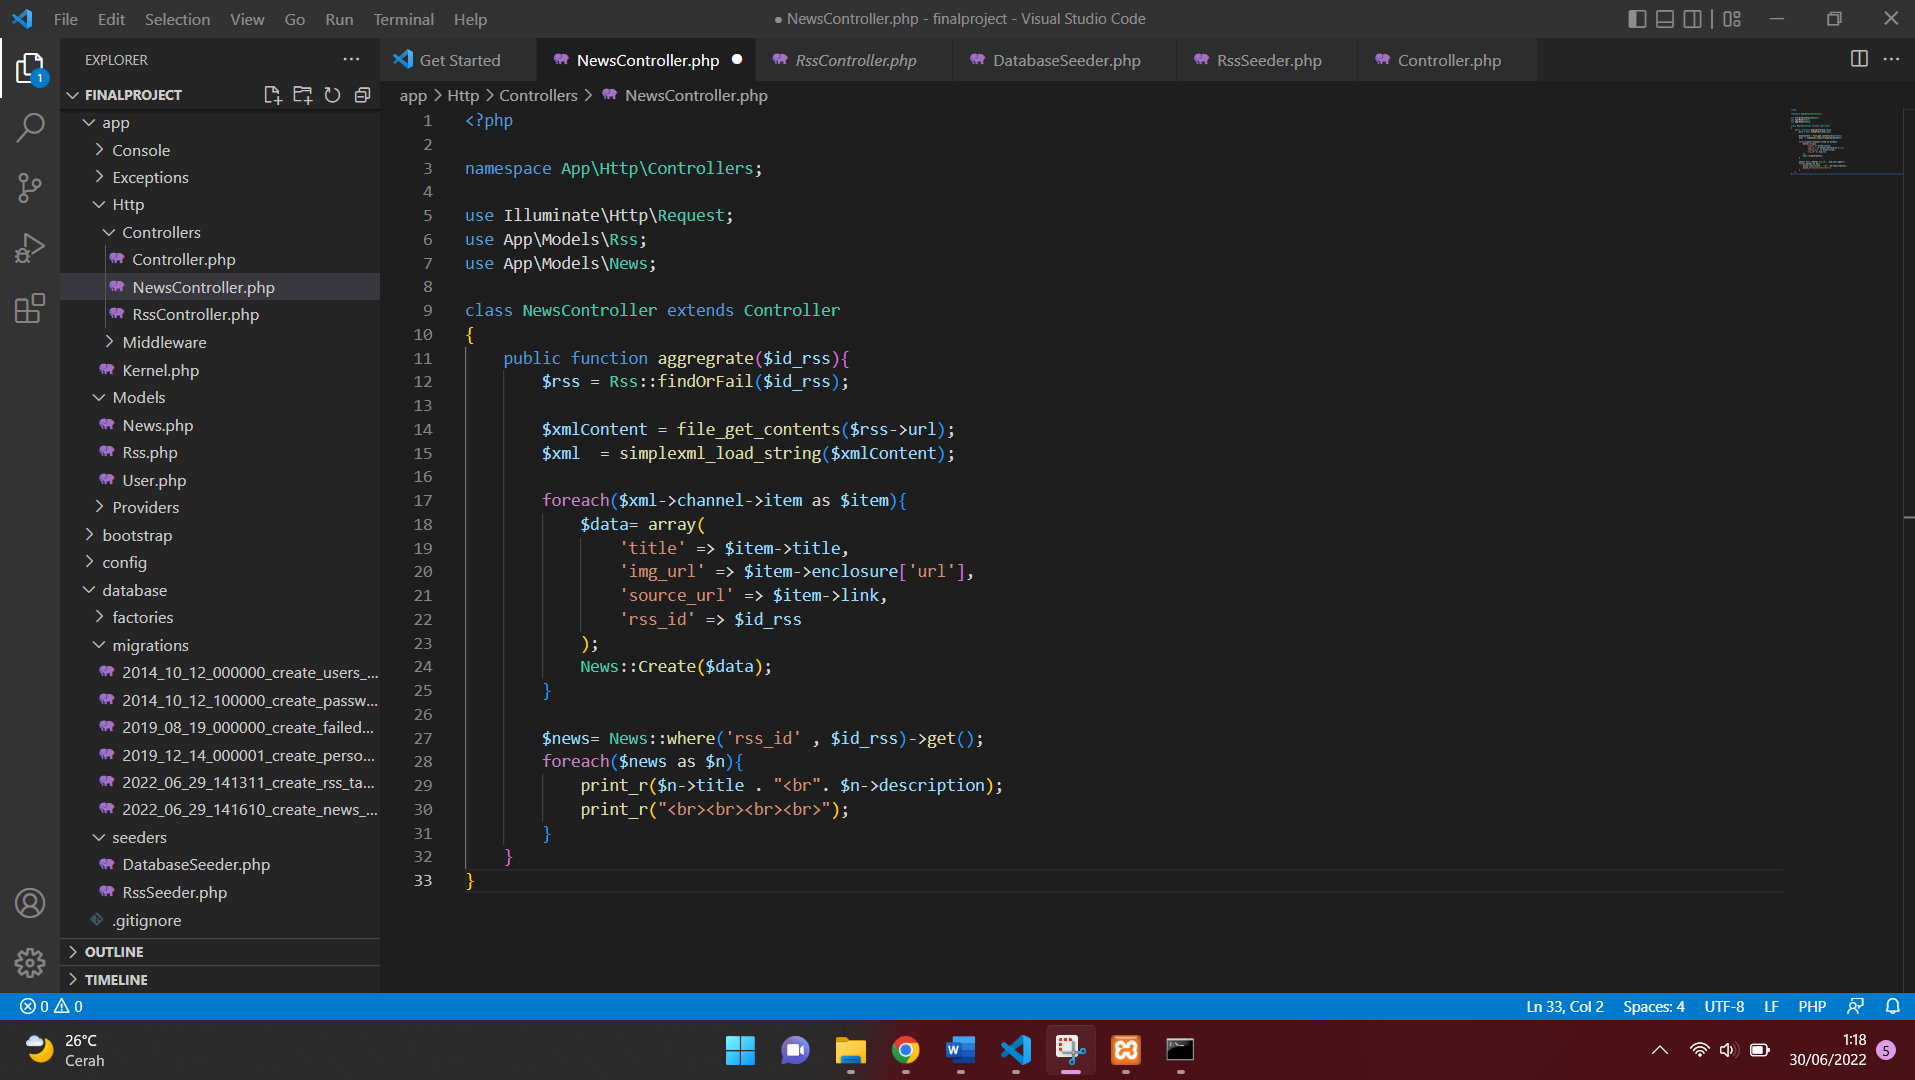 File Edit Selection View Go Run Terminal Help
● NewsController.php - finalproject - Visual Studio Code
EXPLORER
Get Started
NewsController.php
RssController.php
DatabaseSeeder.php
RssSeeder.php
Controller.php
1
FINALPROJECT
app
Console
Exceptions
Http
Controllers
Controller.php
NewsController.php
RssController.php
Middleware
Kernel.php
Models
News.php
Rss.php
User.php
Providers
bootstrap
config
database
factories
migrations
2014_10_12_000000_create_users_...
2014_10_12_100000_create_passw...
2019_08_19_000000_create_failed...
2019_12_14_000001_create_perso...
2022_06_29_141311_create_rss_ta...
2022_06_29_141610_create_news_...
seeders
DatabaseSeeder.php
RssSeeder.php
.gitignore
OUTLINE
TIMELINE
app > Http > Controllers > NewsController.php
1 <?php
2
3 namespace App\Http\Controllers;
4
5 use Illuminate\Http\Request;
6 use App\Models\Rss;
7 use App\Models\News;
8
9 class NewsController extends Controller
10 {
11 public function aggregrate($id_rss){
12 $rss = Rss::findOrFail($id_rss);
13
14 $xmlContent = file_get_contents($rss->url);
15 $xml  = simplexml_load_string($xmlContent);
16
17 foreach($xml->channel->item as $item){
18 $data= array(
19 'title' => $item->title,
20 'img_url' => $item->enclosure['url'],
21 'source_url' => $item->link,
22 'rss_id' => $id_rss
23 );
24 News::Create($data);
25 }
26
27 $news= News::where('rss_id' , $id_rss)->get();
28 foreach($news as $n){
29 print_r($n->title . "<br". $n->description);
30 print_r("<br><br><br><br>");
31 }
32 }
33 }
0 0
Ln 33, Col 2 Spaces: 4 UTF-8 LF PHP
26°C
Cerah
1:18
30/06/2022
5